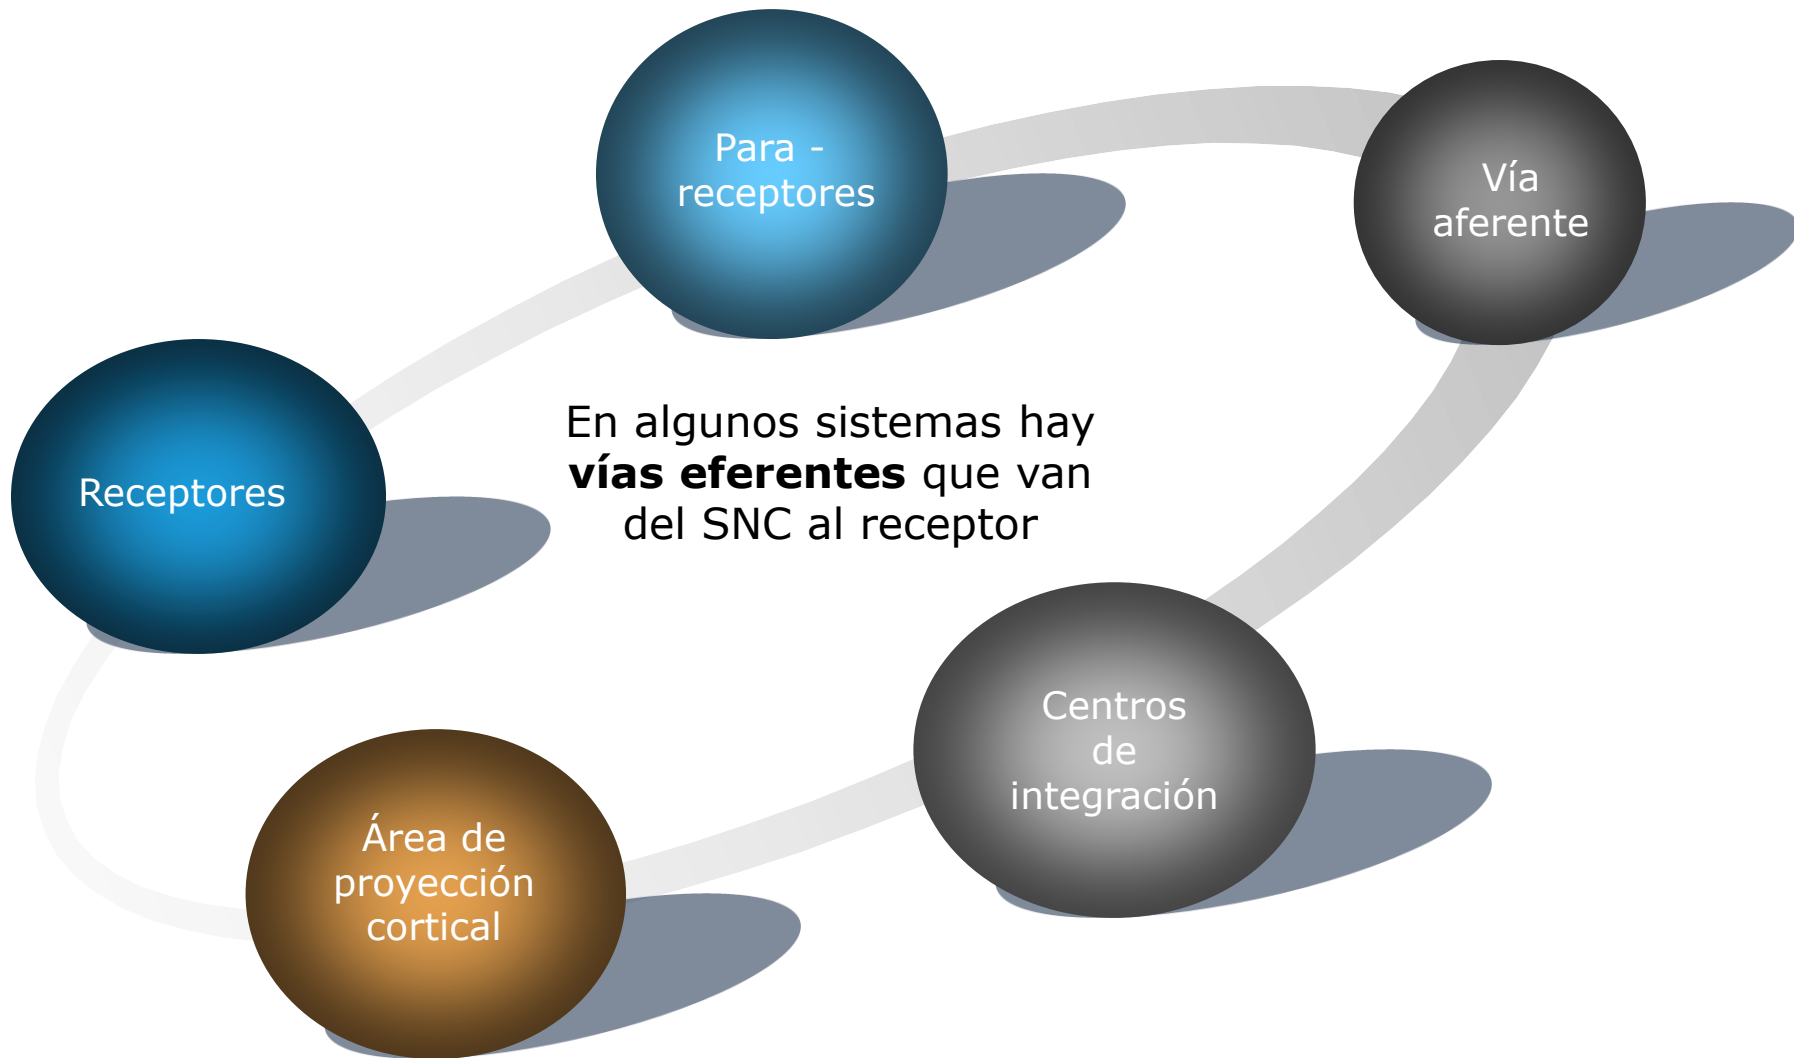 Para -
receptores
Vía
aferente
Receptores
En algunos sistemas hay
vías eferentes que van
del SNC al receptor
Centros
de
integración
Área de
proyección
cortical